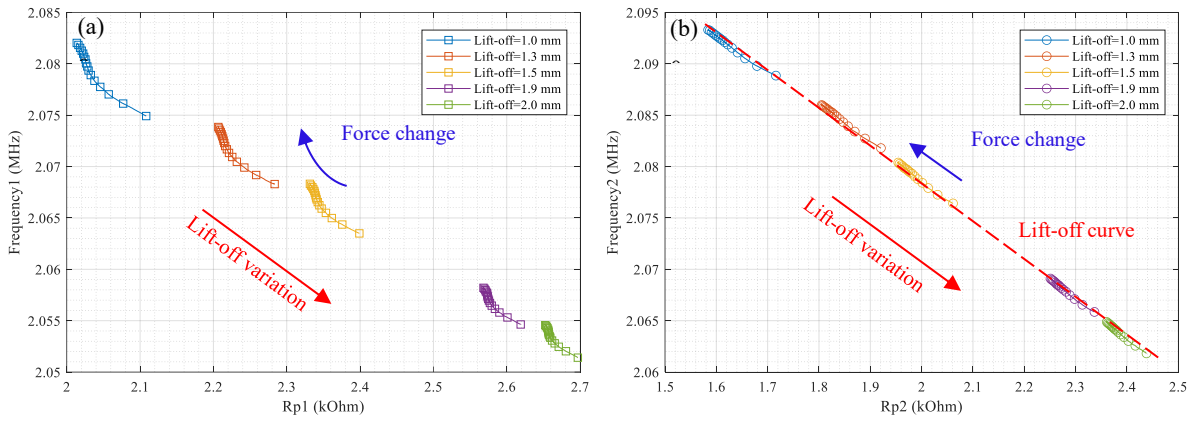 (a)
2.085
2.08
2.075
2.07
2.065
2.06
2.055
2.05
Frequency1 (MHz)
2
2.1
2.2
2.3
2.4
2.5
2.6
2.7
Rp1 (kOhm)
Lift-off=1.0 mm
Lift-off=1.3 mm
Lift-off=1.5 mm
Lift-off=1.9 mm
Lift-off=2.0 mm
Force change
Lift-off variation
(b)
2.095
2.09
2.085
2.08
2.075
2.07
2.065
2.06
Frequency2 (MHz)
1.5
1.6
1.7
1.8
1.9
2
2.1
2.2
2.3
2.4
2.5
Rp2 (kOhm)
Lift-off=1.0 mm
Lift-off=1.3 mm
Lift-off=1.5 mm
Lift-off=1.9 mm
Lift-off=2.0 mm
Force change
Lift-off variation
Lift-off curve